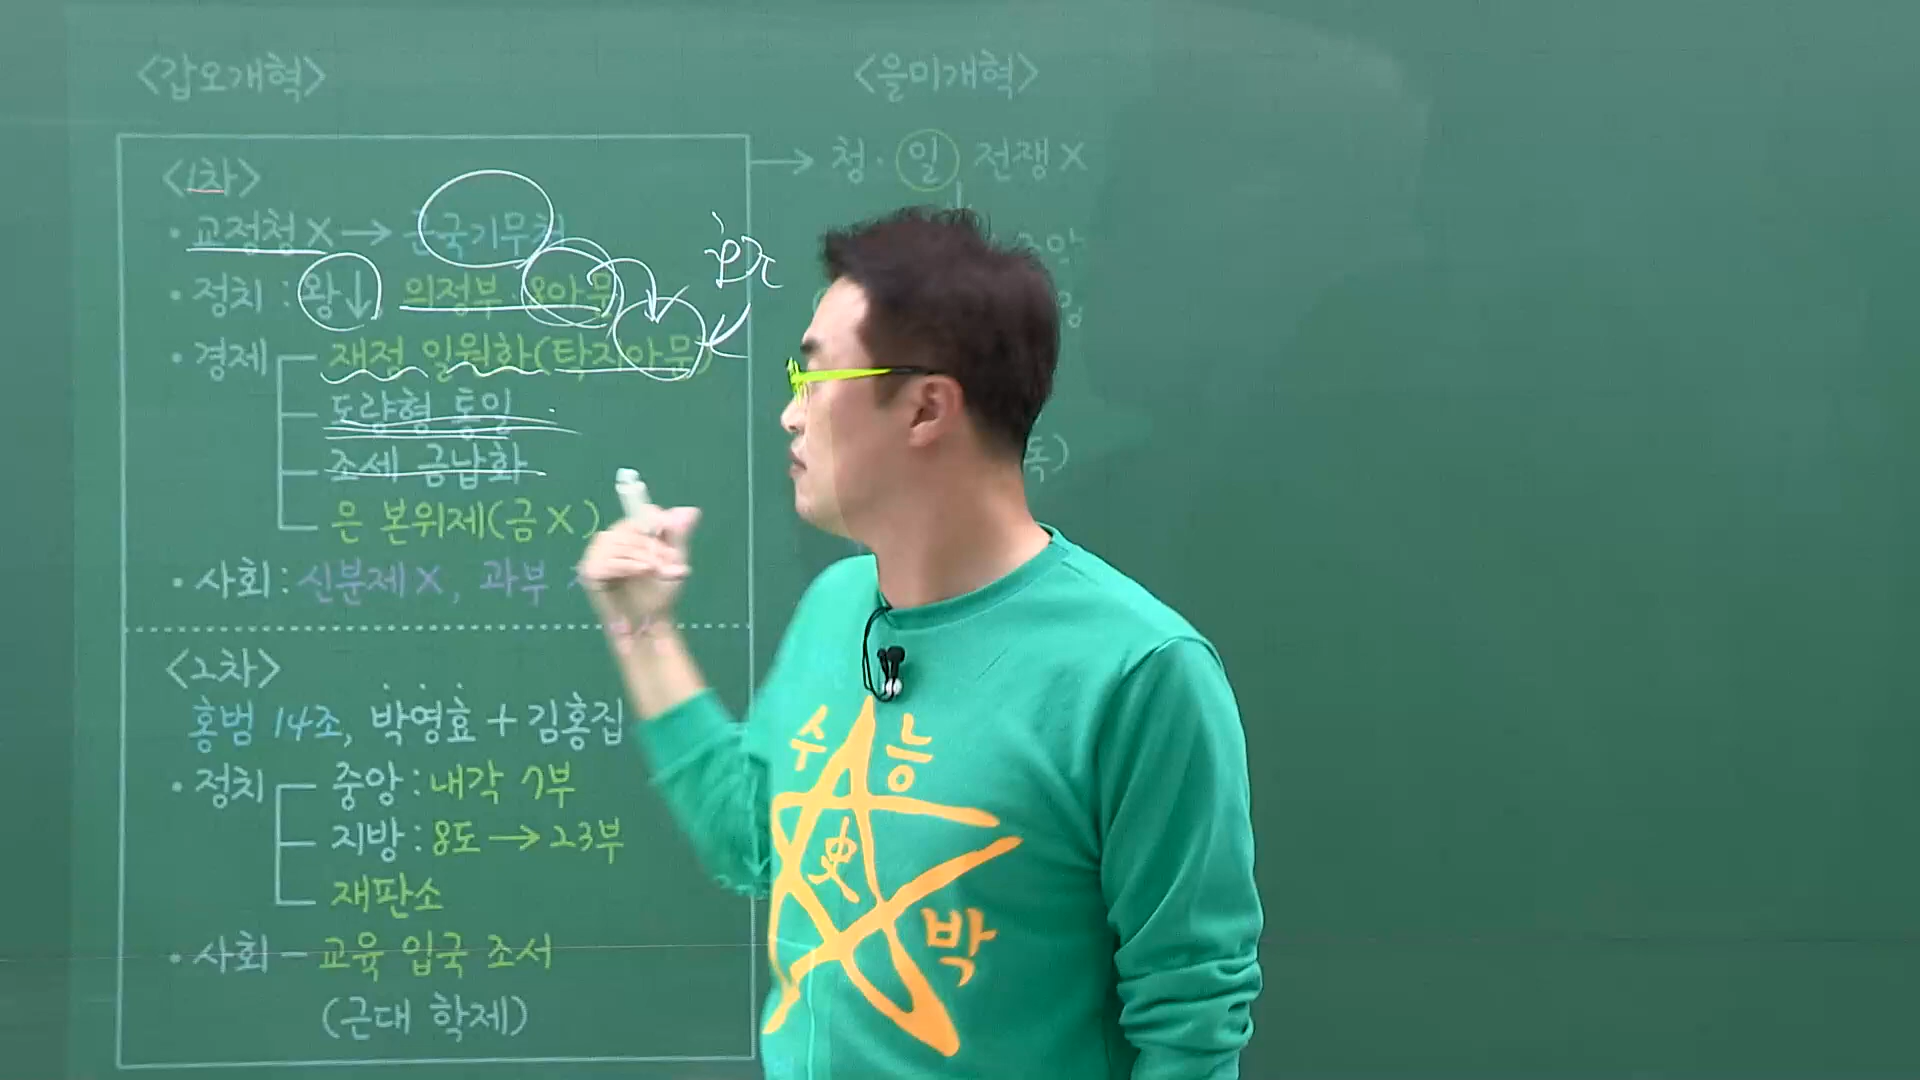 <갑오개혁>
<1차>
· 교정청 X → 군국기무처
· 정치 : 왕↓ 의정부·8아문
· 경제 재정 일원화(탁지아문)
도량형 통일
조세 금납화
은 본위제(금 X)
· 사회 : 신분제 X, 과부
<2차>
홍범 14조, 박영효 + 김홍집
· 정치 중앙 : 내각 7부
지방 : 8도 → 23부
재판소
· 사회 - 교육 입국 조서
(근대 학제)
<을미개혁>
→ 청·일 전쟁 X
수능
史
박